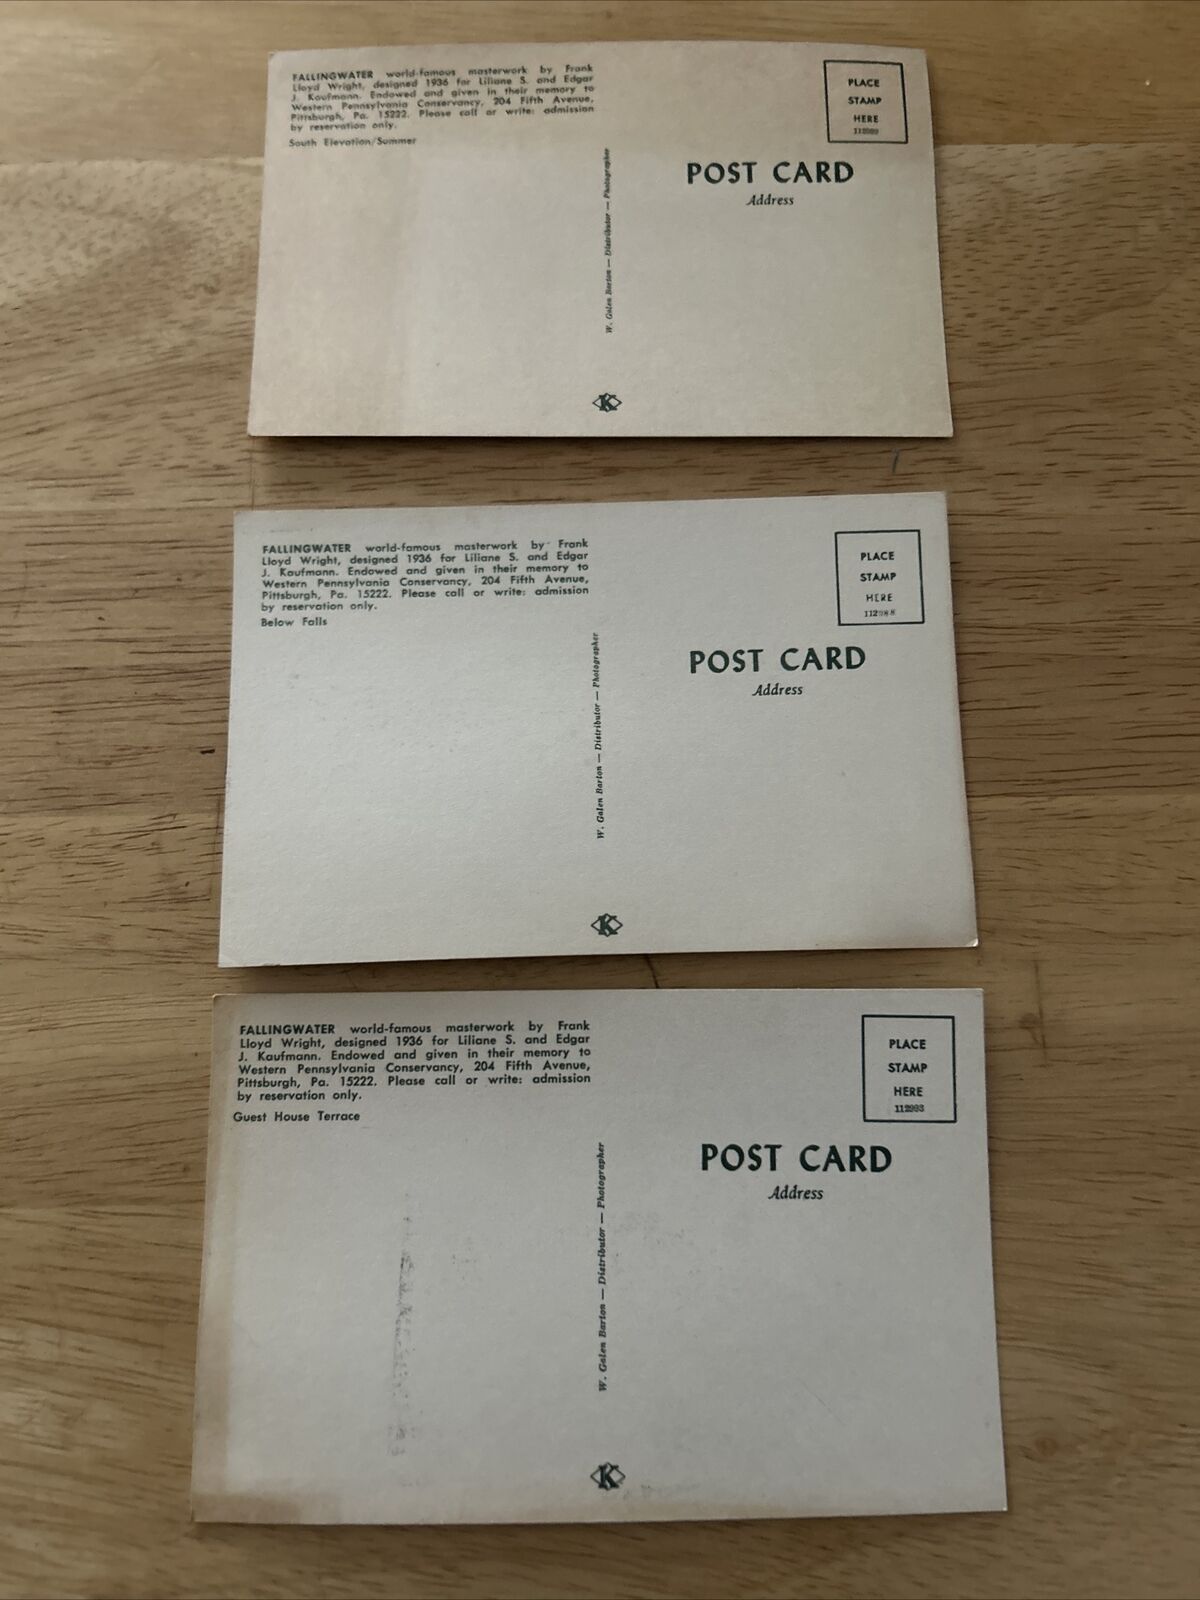 FALLINGWATER world-famous masterwork by Frank
Lloyd Wright, designed 1936 for Liliane S. and Edgar
J. Kaufmann. Endowed and given in their memory to
Western Pennsylvania Conservancy, 204 Fifth Avenue,
Pittsburgh, Pa. 15222. Please call or write: admission
by reservation only.
South Elevation/Summer
W. Galen Barton — Distributor — Photographer
K
PLACE
STAMP
HERE
POST CARD
Address
FALLINGWATER world-famous masterwork by Frank
Lloyd Wright, designed 1936 for Liliane S. and Edgar
J. Kaufmann. Endowed and given in their memory to
Western Pennsylvania Conservancy, 204 Fifth Avenue,
Pittsburgh, Pa. 15222. Please call or write: admission
by reservation only.
Below Falls
W. Galen Barton — Distributor — Photographer
K
PLACE
STAMP
HERE
POST CARD
Address
FALLINGWATER world-famous masterwork by Frank
Lloyd Wright, designed 1936 for Liliane S. and Edgar
J. Kaufmann. Endowed and given in their memory to
Western Pennsylvania Conservancy, 204 Fifth Avenue,
Pittsburgh, Pa. 15222. Please call or write: admission
by reservation only.
Guest House Terrace
W. Galen Barton — Distributor — Photographer
K
PLACE
STAMP
HERE
POST CARD
Address